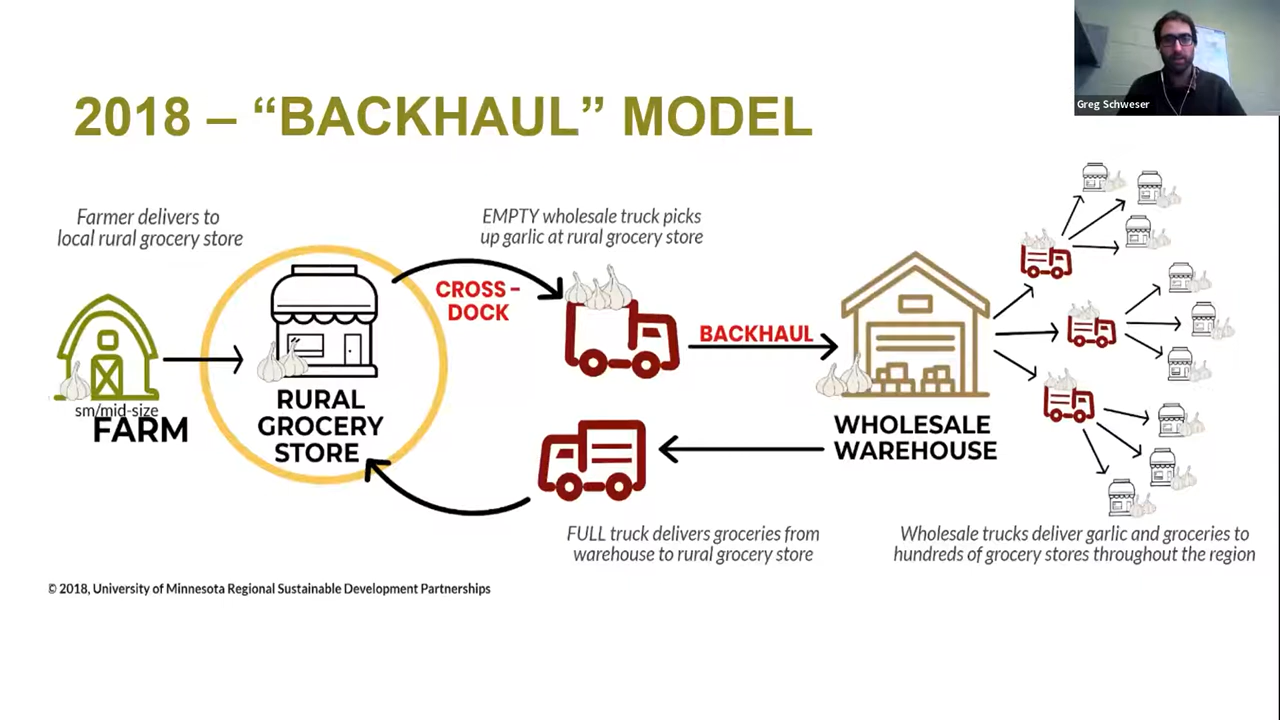 Greg Schweser
2018 – “BACKHAUL” MODEL
Farmer delivers to
local rural grocery store
EMPTY wholesale truck picks
up garlic at rural grocery store
CROSS –
DOCK
BACKHAUL
sm/mid-size
FARM
RURAL
GROCERY
STORE
WHOLESALE
WAREHOUSE
FULL truck delivers groceries from
warehouse to rural grocery store
Wholesale trucks deliver garlic and groceries to
hundreds of grocery stores throughout the region
© 2018, University of Minnesota Regional Sustainable Development Partnerships